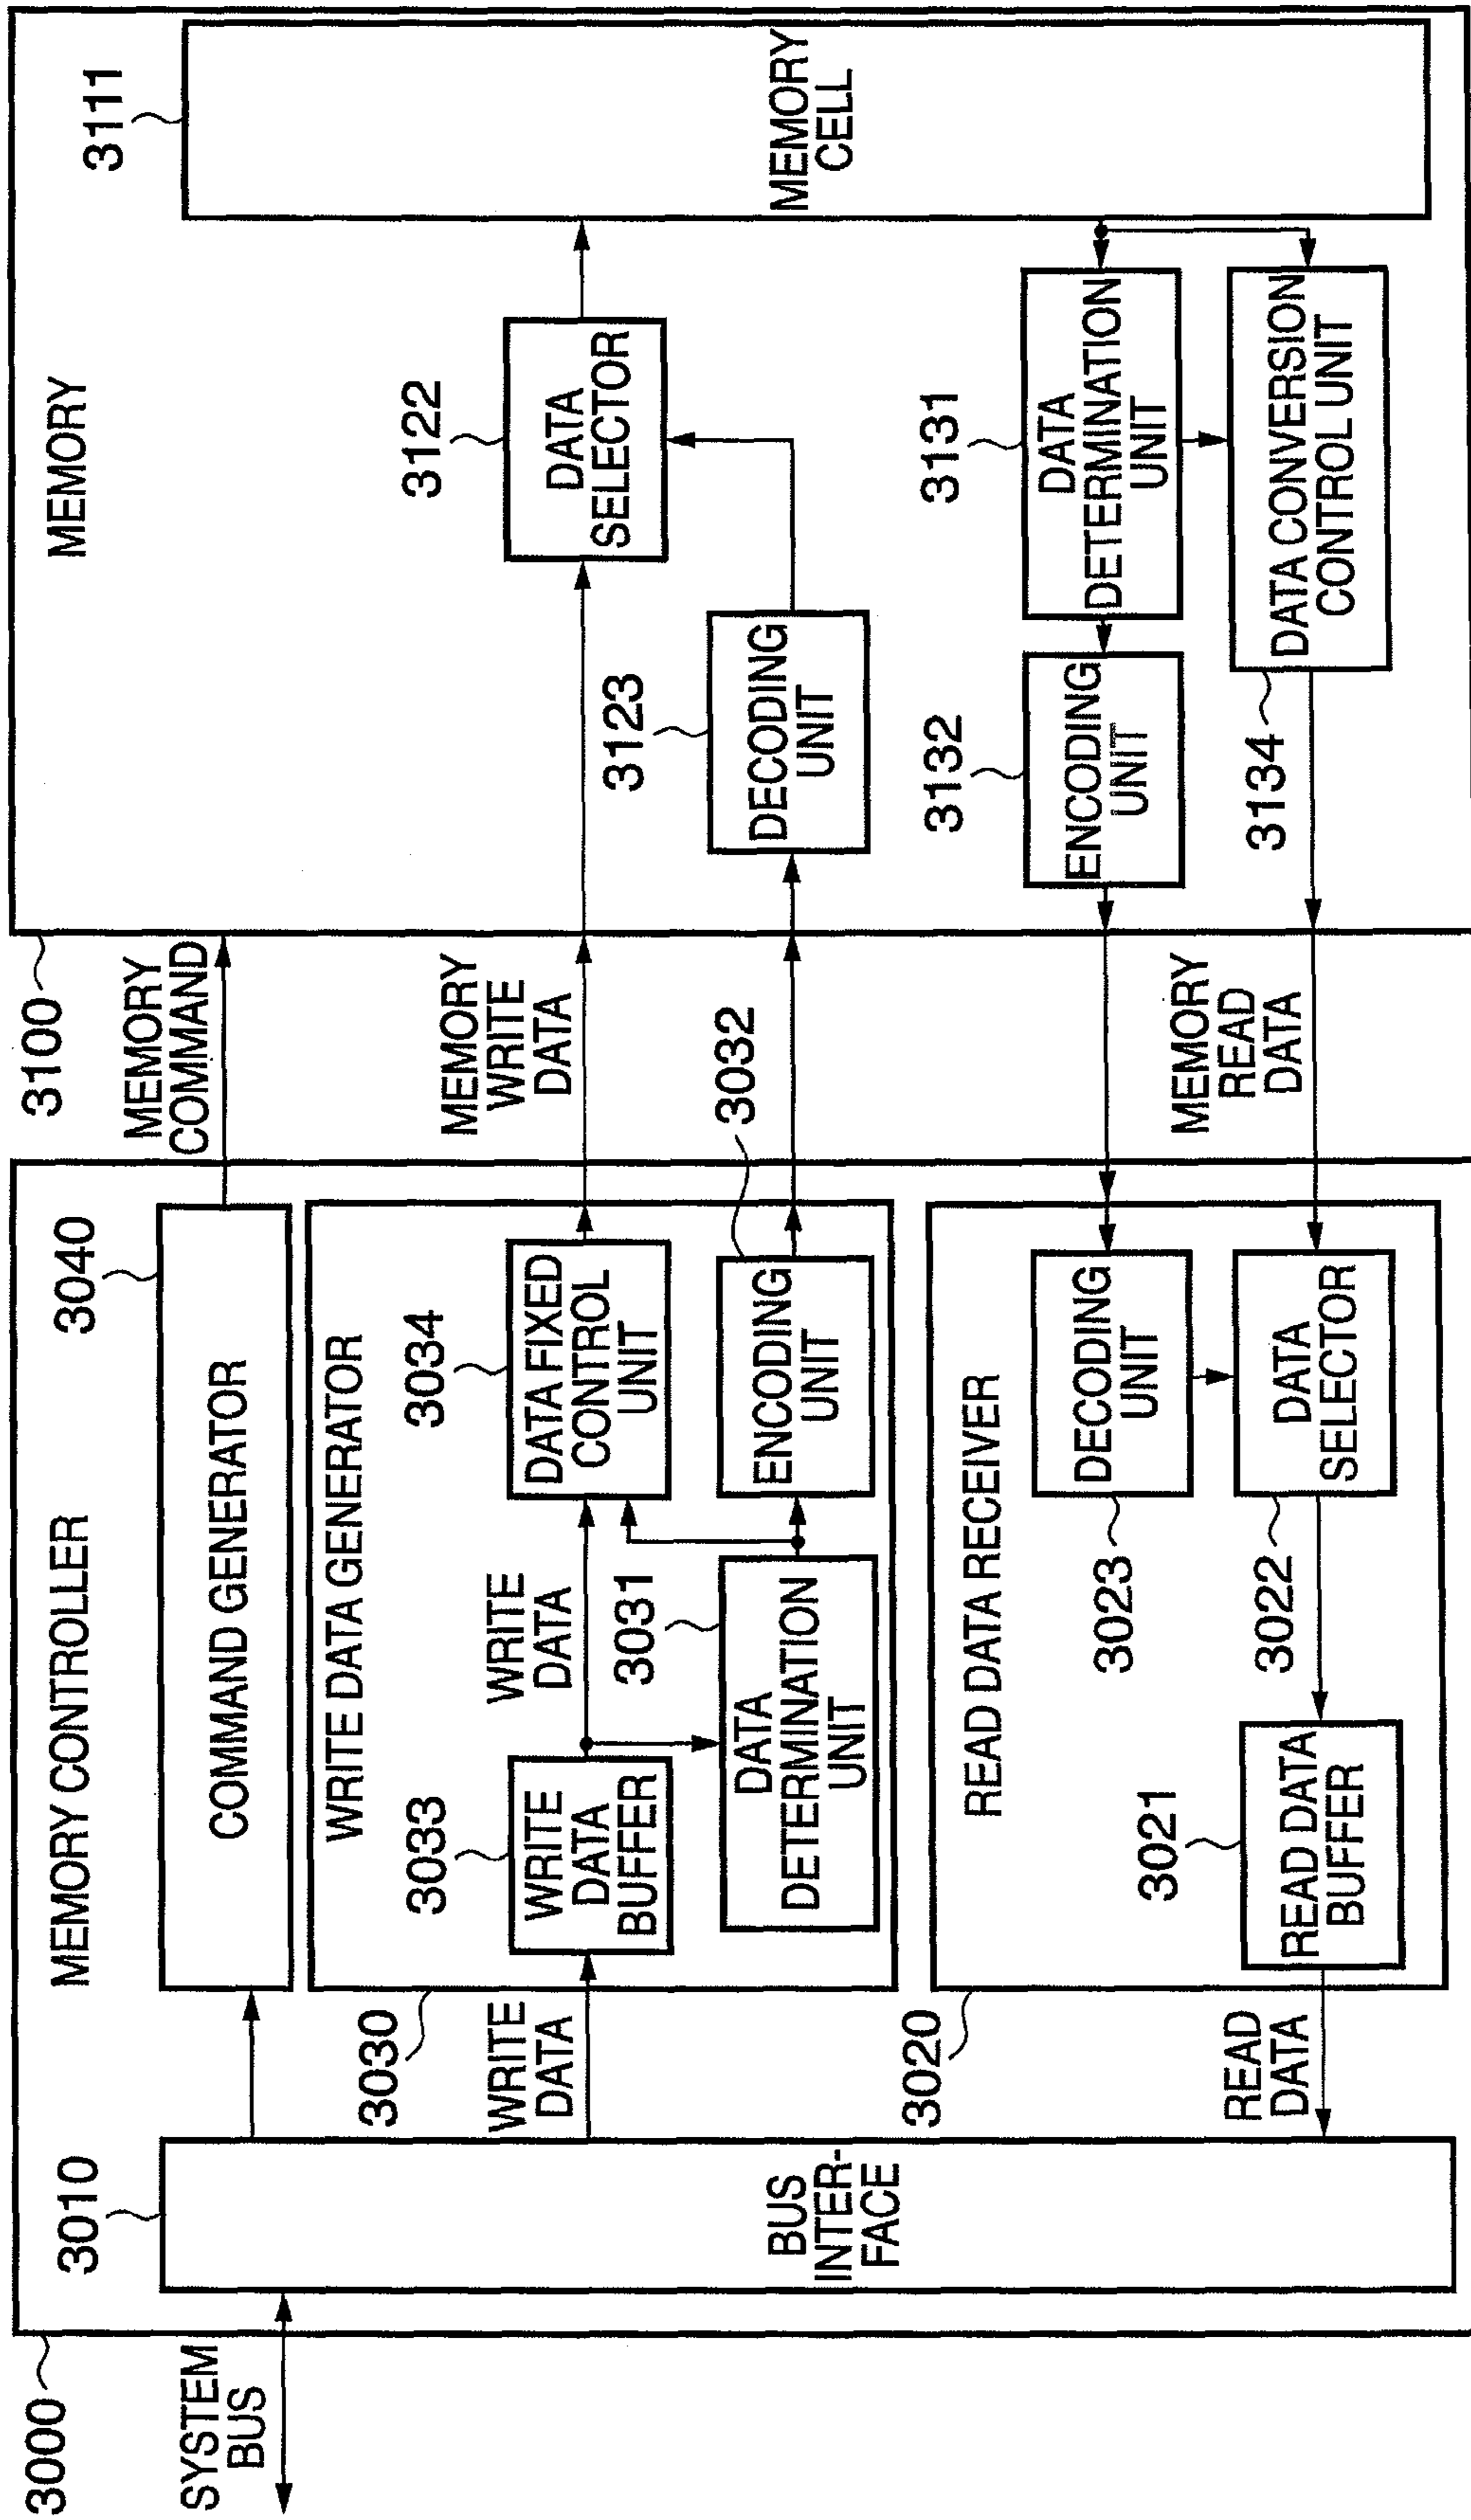 3000
SYSTEM
BUS
3010
BUS
INTER-
FACE
MEMORY CONTROLLER
3040
COMMAND GENERATOR
3030
WRITE
DATA
WRITE DATA GENERATOR
3033
WRITE
DATA
BUFFER
WRITE
DATA
3034
DATA FIXED
CONTROL
UNIT
3031
DATA
DETERMINATION
UNIT
3032
ENCODING
UNIT
3020
READ
DATA
READ DATA RECEIVER
3021
READ DATA
BUFFER
3023
DECODING
UNIT
3022
DATA
SELECTOR
3100
MEMORY
COMMAND
MEMORY
WRITE
DATA
MEMORY
READ
DATA
MEMORY
3111
MEMORY
CELL
3122
DATA
SELECTOR
3123
DECODING
UNIT
3131
DATA
DETERMINATION
UNIT
3132
ENCODING
UNIT
3134
DATA CONVERSION
CONTROL UNIT